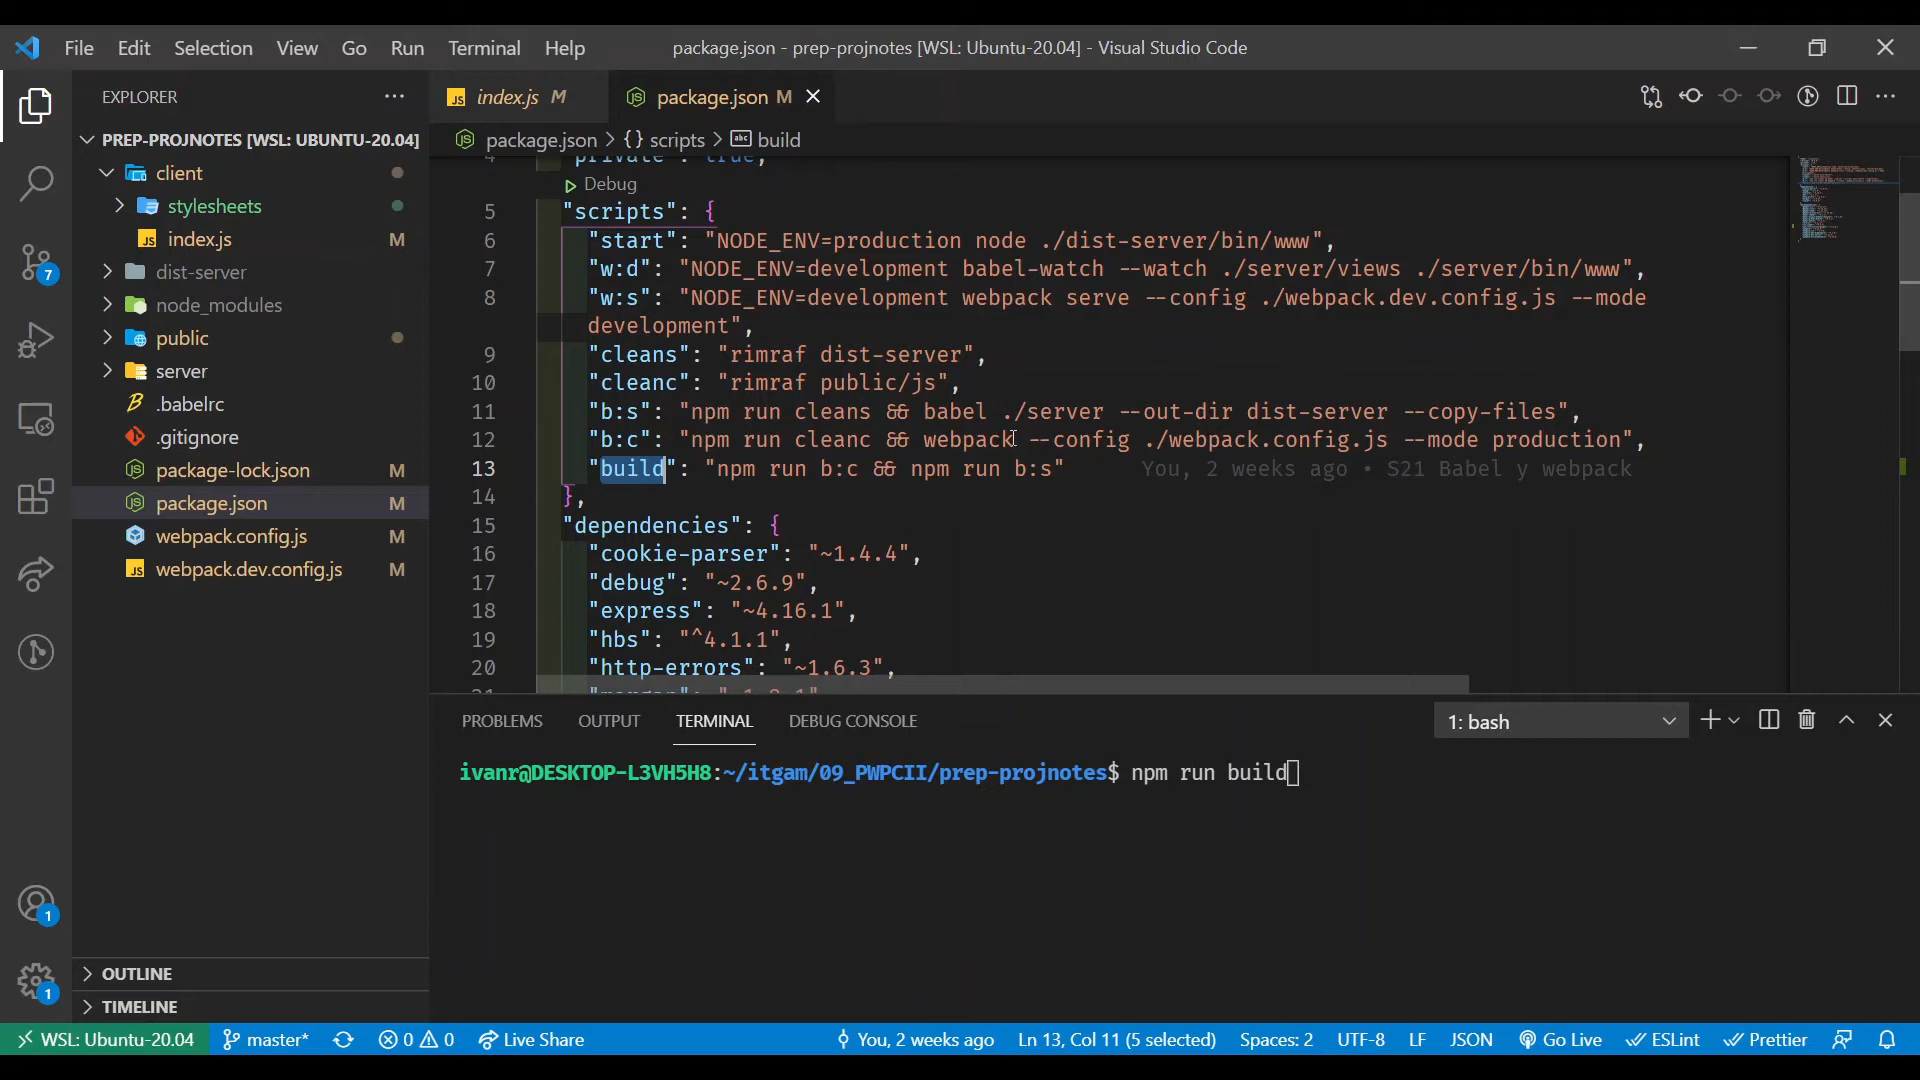 File Edit Selection View Go Run Terminal Help
package.json - prep-projnotes [WSL: Ubuntu-20.04] - Visual Studio Code
EXPLORER
PREP-PROJNOTES [WSL: UBUNTU-20.04]
client
stylesheets
JS index.js M
dist-server
node_modules
public
server
.babelrc
.gitignore
package-lock.json M
package.json M
webpack.config.js M
JS webpack.dev.config.js M
OUTLINE
TIMELINE
7
1
1
JS index.js M
package.json M
package.json > {} scripts > abc build
4 "private": true,
Debug
5 "scripts": {
6 "start": "NODE_ENV=production node ./dist-server/bin/www",
7 "w:d": "NODE_ENV=development babel-watch --watch ./server/views ./server/bin/www",
8 "w:s": "NODE_ENV=development webpack serve --config ./webpack.dev.config.js --mode
development",
9 "cleans": "rimraf dist-server",
10 "cleanc": "rimraf public/js",
11 "b:s": "npm run cleans && babel ./server --out-dir dist-server --copy-files",
12 "b:c": "npm run cleanc && webpack --config ./webpack.config.js --mode production",
13 "build": "npm run b:c && npm run b:s" You, 2 weeks ago • S21 Babel y webpack
14 },
15 "dependencies": {
16 "cookie-parser": "~1.4.4",
17 "debug": "~2.6.9",
18 "express": "~4.16.1",
19 "hbs": "^4.1.1",
20 "http-errors": "~1.6.3",
PROBLEMS OUTPUT TERMINAL DEBUG CONSOLE
1: bash
ivanr@DESKTOP-L3VH5H8:~/itgam/09_PWPCII/prep-projnotes$ npm run build
WSL: Ubuntu-20.04 master* 0 0 Live Share
You, 2 weeks ago Ln 13, Col 11 (5 selected) Spaces: 2 UTF-8 LF JSON Go Live ESLint Prettier